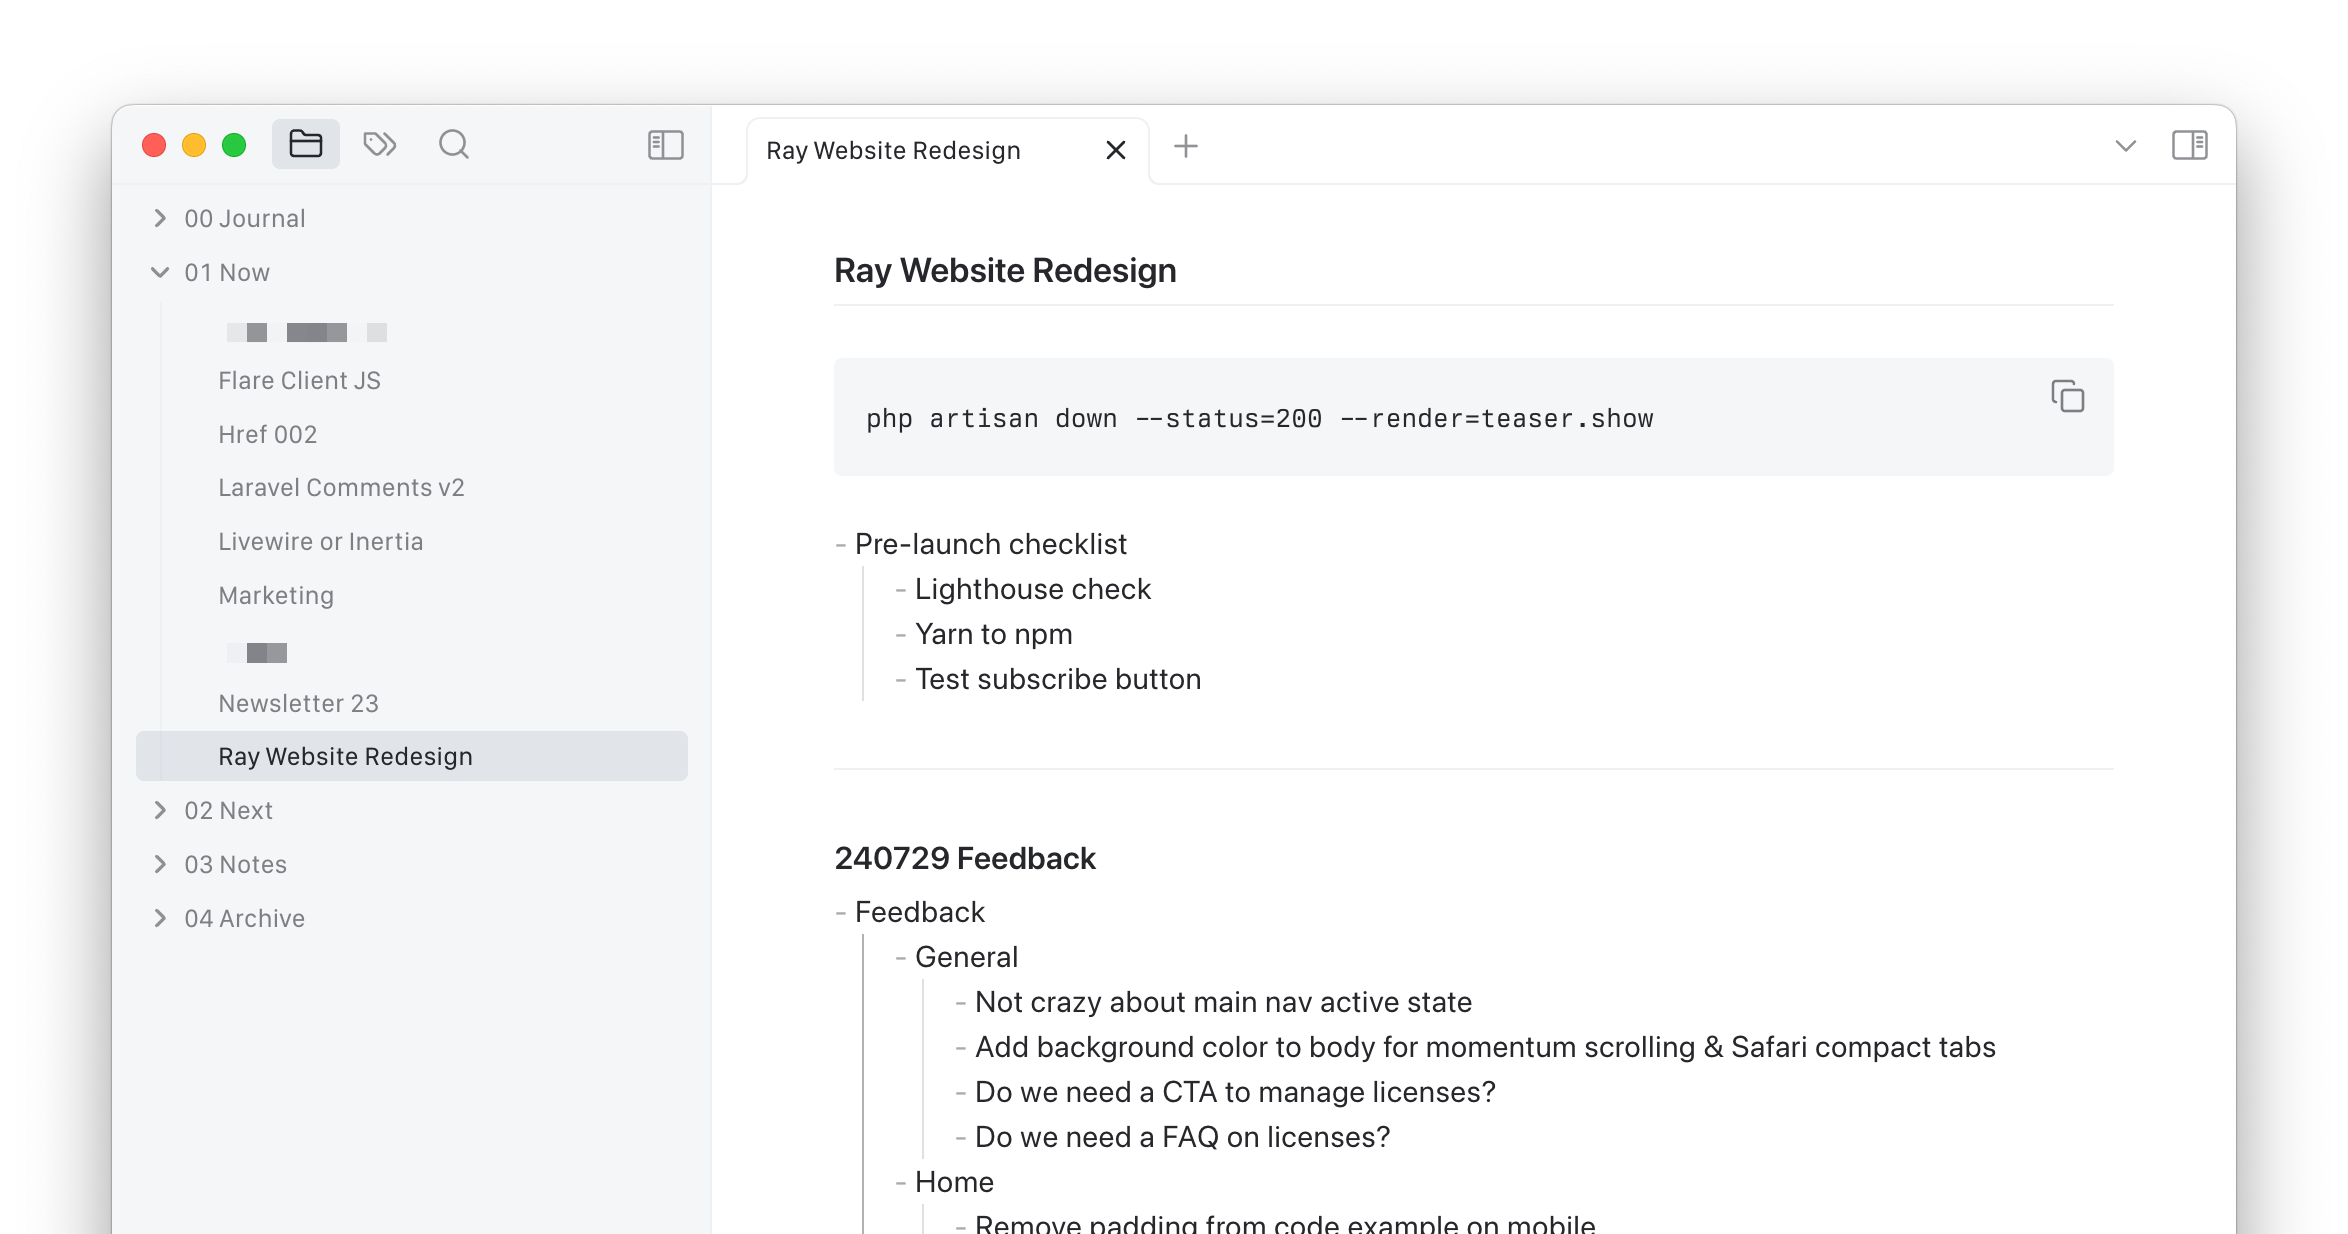 Ray Website Redesign
00 Journal
01 Now
Flare Client JS
Href 002
Laravel Comments v2
Livewire or Inertia
Marketing
Newsletter 23
Ray Website Redesign
02 Next
03 Notes
04 Archive
Ray Website Redesign
php artisan down --status=200 --render=teaser.show
- Pre-launch checklist
- Lighthouse check
- Yarn to npm
- Test subscribe button
240729 Feedback
- Feedback
- General
- Not crazy about main nav active state
- Add background color to body for momentum scrolling & Safari compact tabs
- Do we need a CTA to manage licenses?
- Do we need a FAQ on licenses?
- Home
- Remove padding from code example on mobile